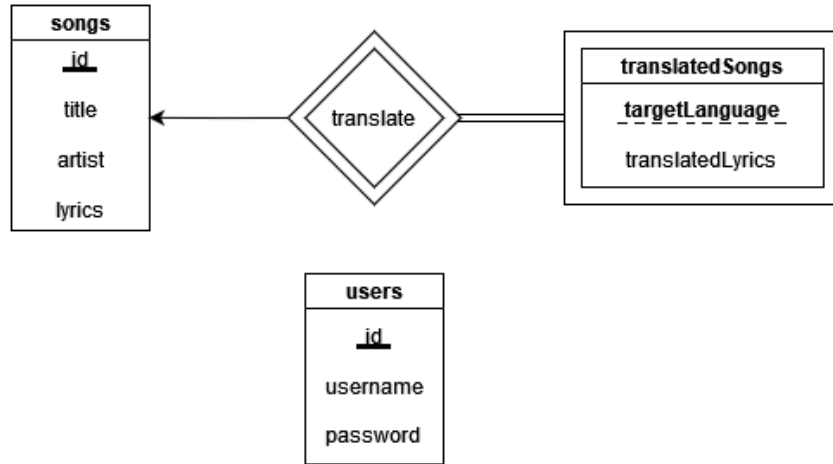 songs
id
title
artist
lyrics
translate
translatedSongs
targetLanguage
translatedLyrics
users
id
username
password